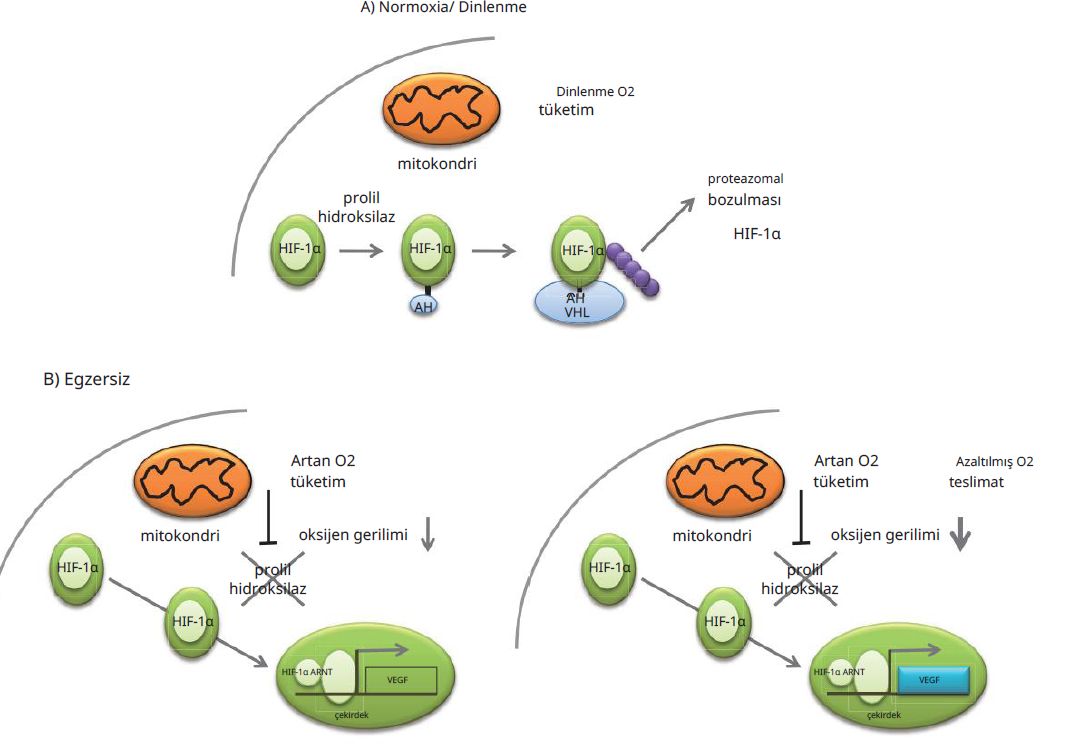 A) Normoxia/ Dinlenme
Dinlenme O2
tüketim
mitokondri
proteazomal
bozulması
HIF-1α
prolil
hidroksilaz
HIF-1α
HIF-1α
HIF-1α
AH
AH
VHL
B) Egzersiz
Artan O2
tüketim
mitokondri
oksijen gerilimi
prolil
hidroksilaz
HIF-1α
HIF-1α
HIF-1α ARNT
VEGF
çekirdek
Artan O2
tüketim
Azaltılmış O2
teslimat
mitokondri
oksijen gerilimi
prolil
hidroksilaz
HIF-1α
HIF-1α
HIF-1α ARNT
VEGF
çekirdek